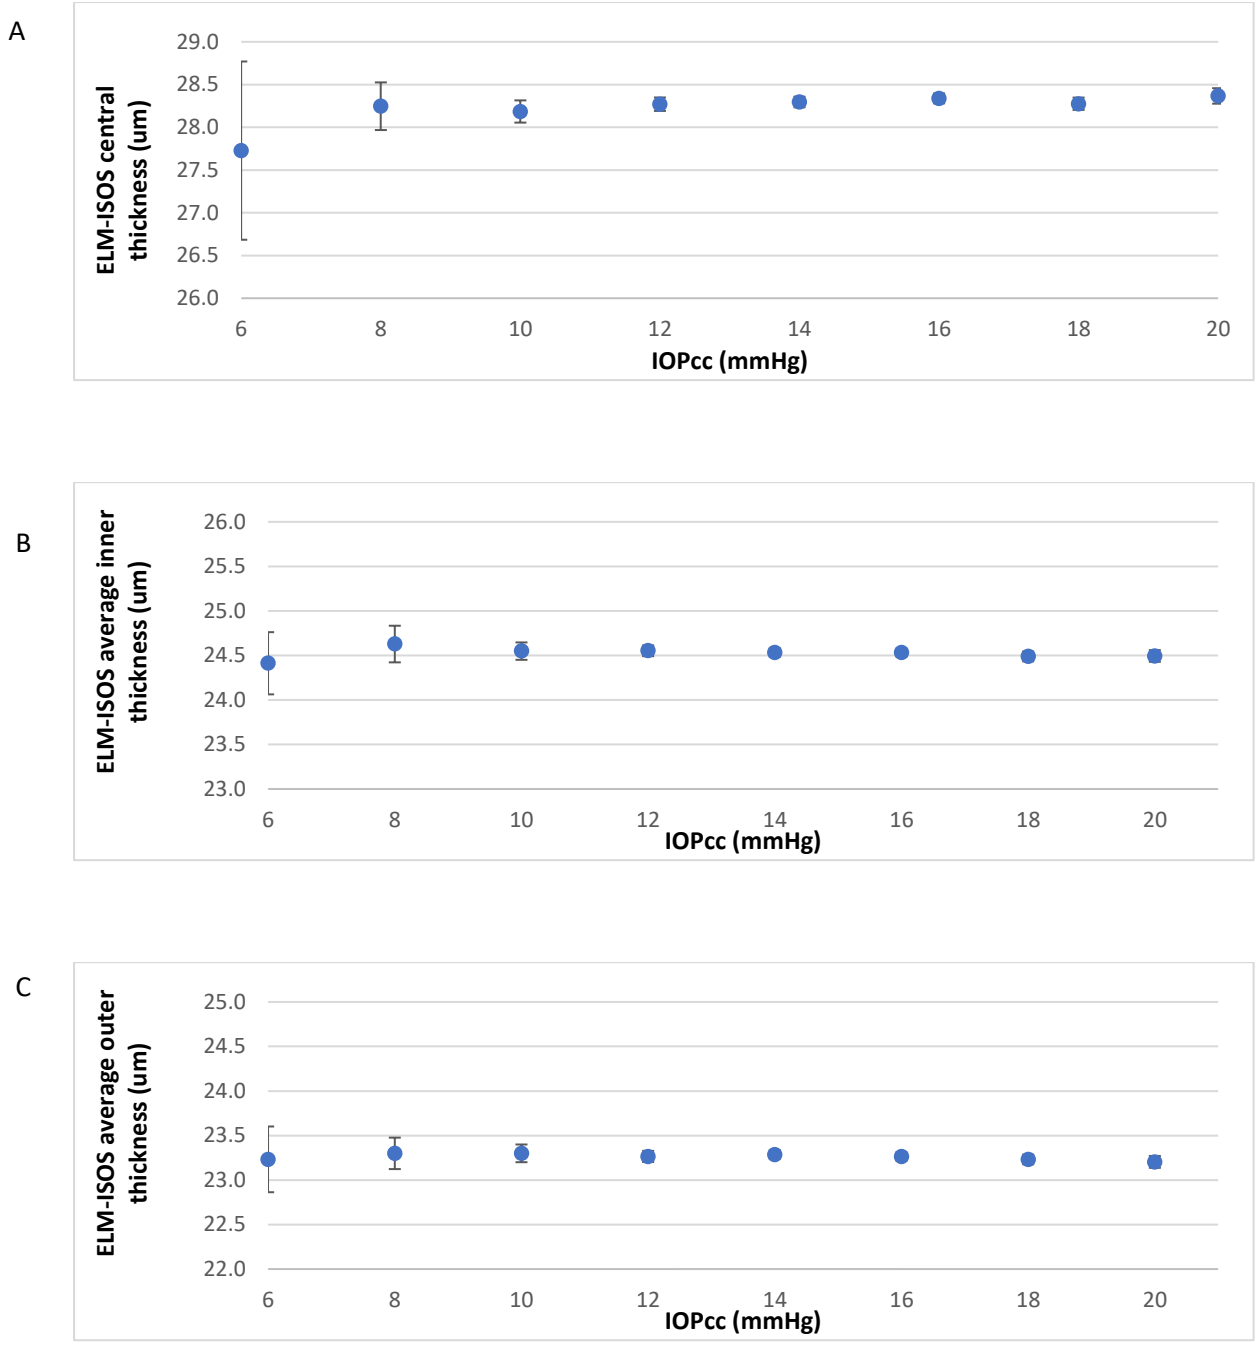 A
ELM-ISOS central
thickness (um)
29.0
28.5
28.0
27.5
27.0
26.5
26.0
6 8 10 12 14 16 18 20
IOPcc (mmHg)
B
ELM-ISOS average inner
thickness (um)
26.0
25.5
25.0
24.5
24.0
23.5
23.0
6 8 10 12 14 16 18 20
IOPcc (mmHg)
C
ELM-ISOS average outer
thickness (um)
25.0
24.5
24.0
23.5
23.0
22.5
22.0
6 8 10 12 14 16 18 20
IOPcc (mmHg)